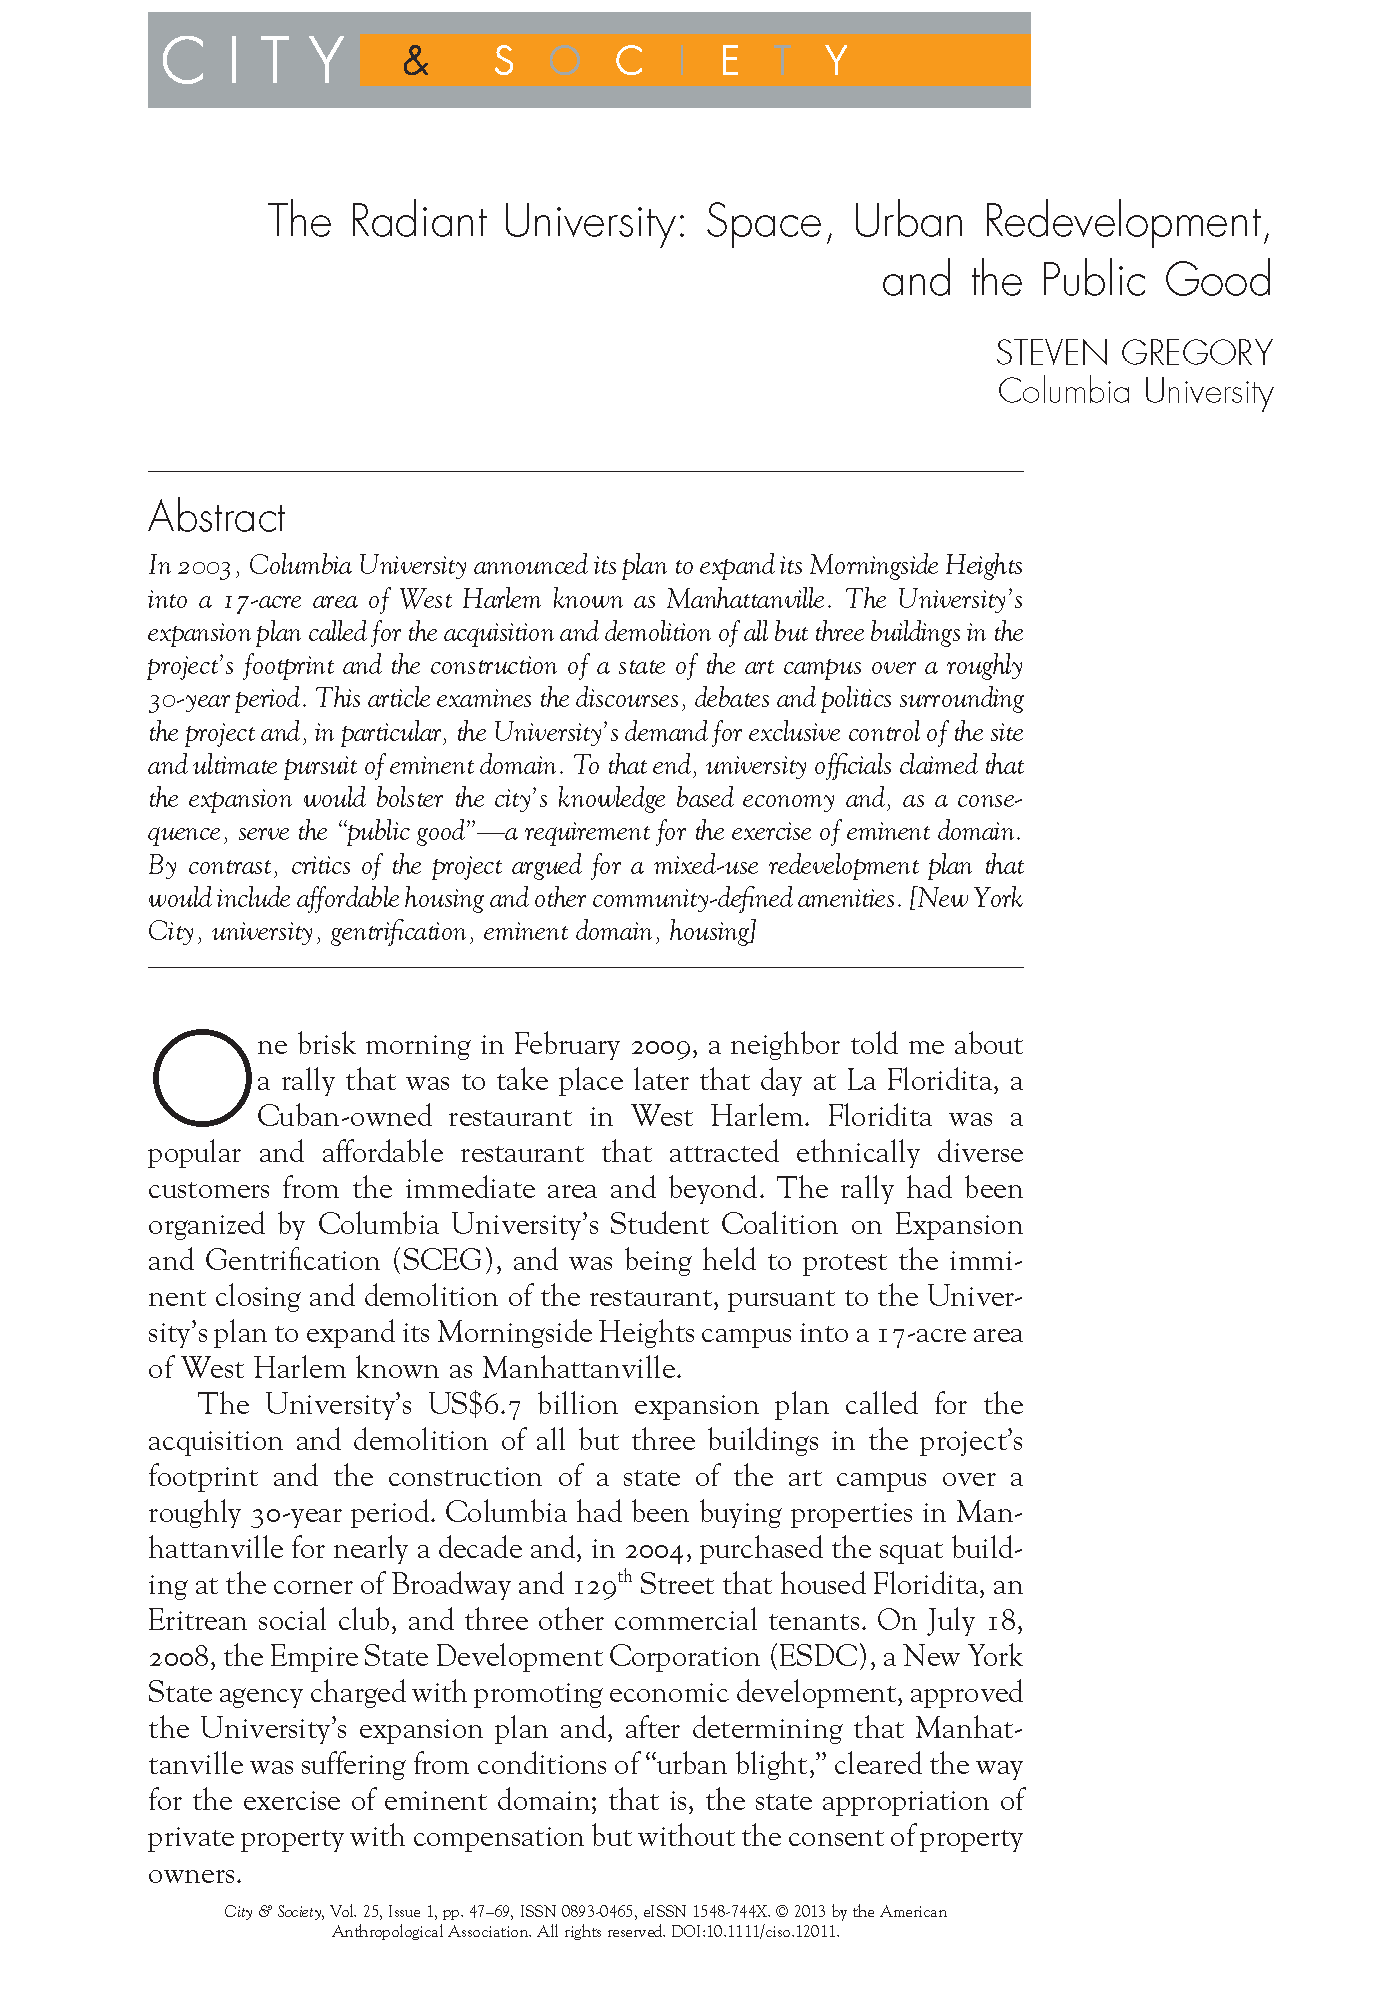 CITY & SOCIETY
The Radiant University: Space, Urban Redevelopment,
and the Public Good
STEVEN GREGORY
Columbia University
Abstract
In 2003, Columbia University announced its plan to expand its Morningside Heights
into a 17-acre area of West Harlem known as Manhattanville. The University's
expansion plan called for the acquisition and demolition of all but three buildings in the
project's footprint and the construction of a state of the art campus over a roughly
30-year period. This article examines the discourses, debates and politics surrounding
the project and, in particular, the University's demand for exclusive control of the site
and ultimate pursuit of eminent domain. To that end, university officials claimed that
the expansion would bolster the city's knowledge based economy and, as a conse-
quence, serve the “public good”—a requirement for the exercise of eminent domain.
By contrast, critics of the project argued for a mixed-use redevelopment plan that
would include affordable housing and other community-defined amenities. [New York
City, university, gentrification, eminent domain, housing]
One brisk morning in February 2009, a neighbor told me about
a rally that was to take place later that day at La Floridita, a
Cuban-owned restaurant in West Harlem. Floridita was a
popular and affordable restaurant that attracted ethnically diverse
customers from the immediate area and beyond. The rally had been
organized by Columbia University's Student Coalition on Expansion
and Gentrification (SCEG), and was being held to protest the immi-
nent closing and demolition of the restaurant, pursuant to the Univer-
sity's plan to expand its Morningside Heights campus into a 17-acre area
of West Harlem known as Manhattanville.
The University's US$6.7 billion expansion plan called for the
acquisition and demolition of all but three buildings in the project's
footprint and the construction of a state of the art campus over a
roughly 30-year period. Columbia had been buying properties in Man-
hattanville for nearly a decade and, in 2004, purchased the squat build-
ing at the corner of Broadway and 129th Street that housed Floridita, an
Eritrean social club, and three other commercial tenants. On July 18,
2008, the Empire State Development Corporation (ESDC), a New York
State agency charged with promoting economic development, approved
the University's expansion plan and, after determining that Manhat-
tanville was suffering from conditions of “urban blight,” cleared the way
for the exercise of eminent domain; that is, the state appropriation of
private property with compensation but without the consent of property
owners.
City & Society, Vol. 25, Issue 1, pp. 47–69, ISSN 0893-0465, eISSN 1548-744X. © 2013 by the American
Anthropological Association. All rights reserved. DOI:10.1111/ciso.12011.